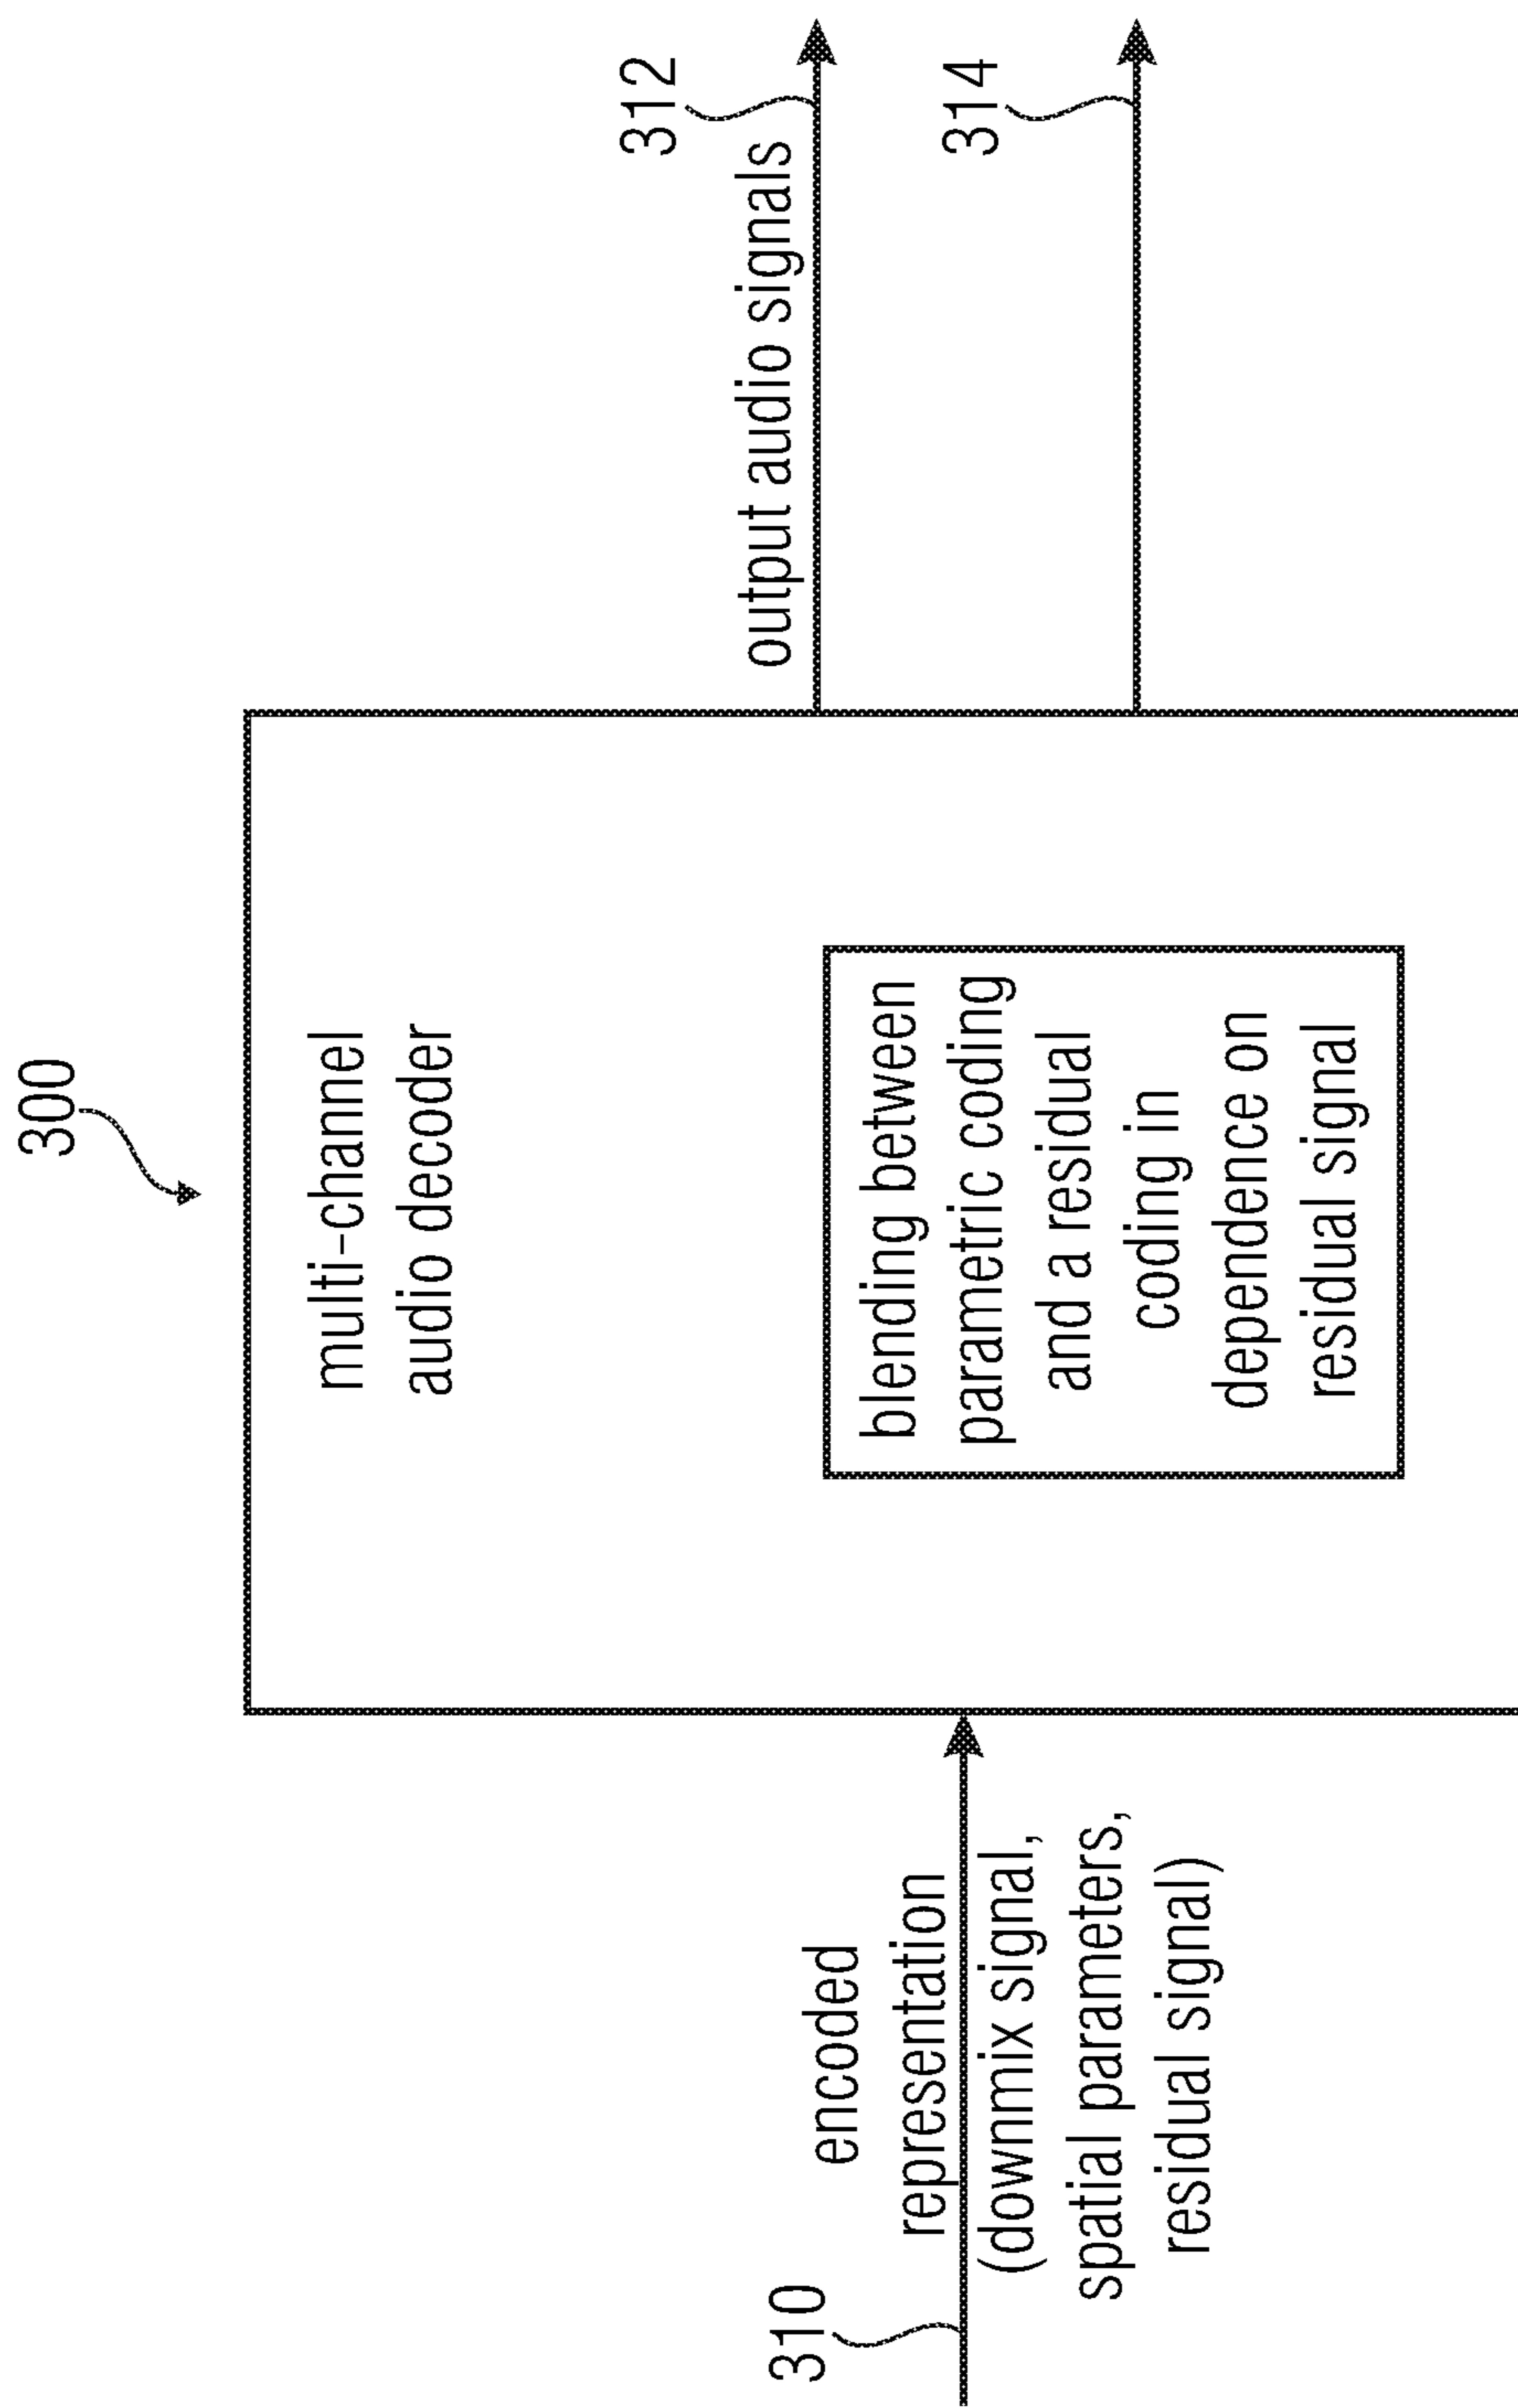 300
multi-channel
audio decoder
310
encoded
representation
(downmix signal,
spatial parameters,
residual signal)
blending between
parametric coding
and a residual
coding in
dependence on
residual signal
output audio signals
312
314